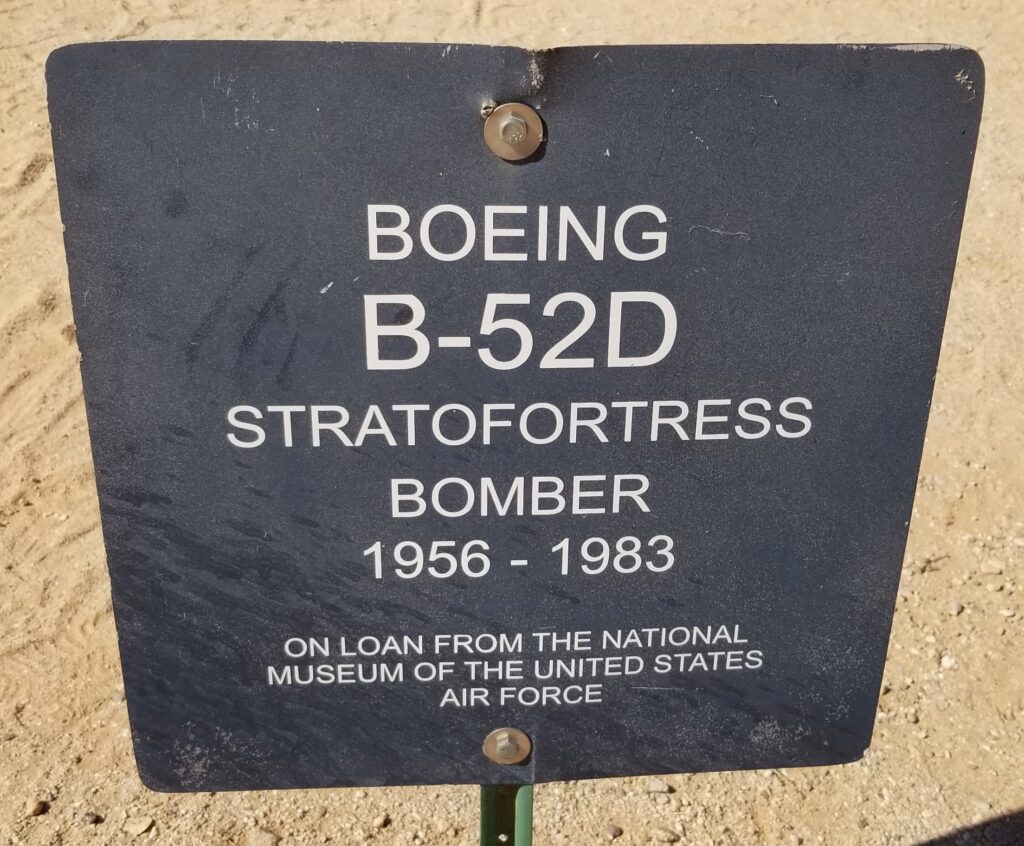 BOEING
B-52D
STRATOFORTRESS
BOMBER
1956 - 1983
ON LOAN FROM THE NATIONAL
MUSEUM OF THE UNITED STATES
AIR FORCE